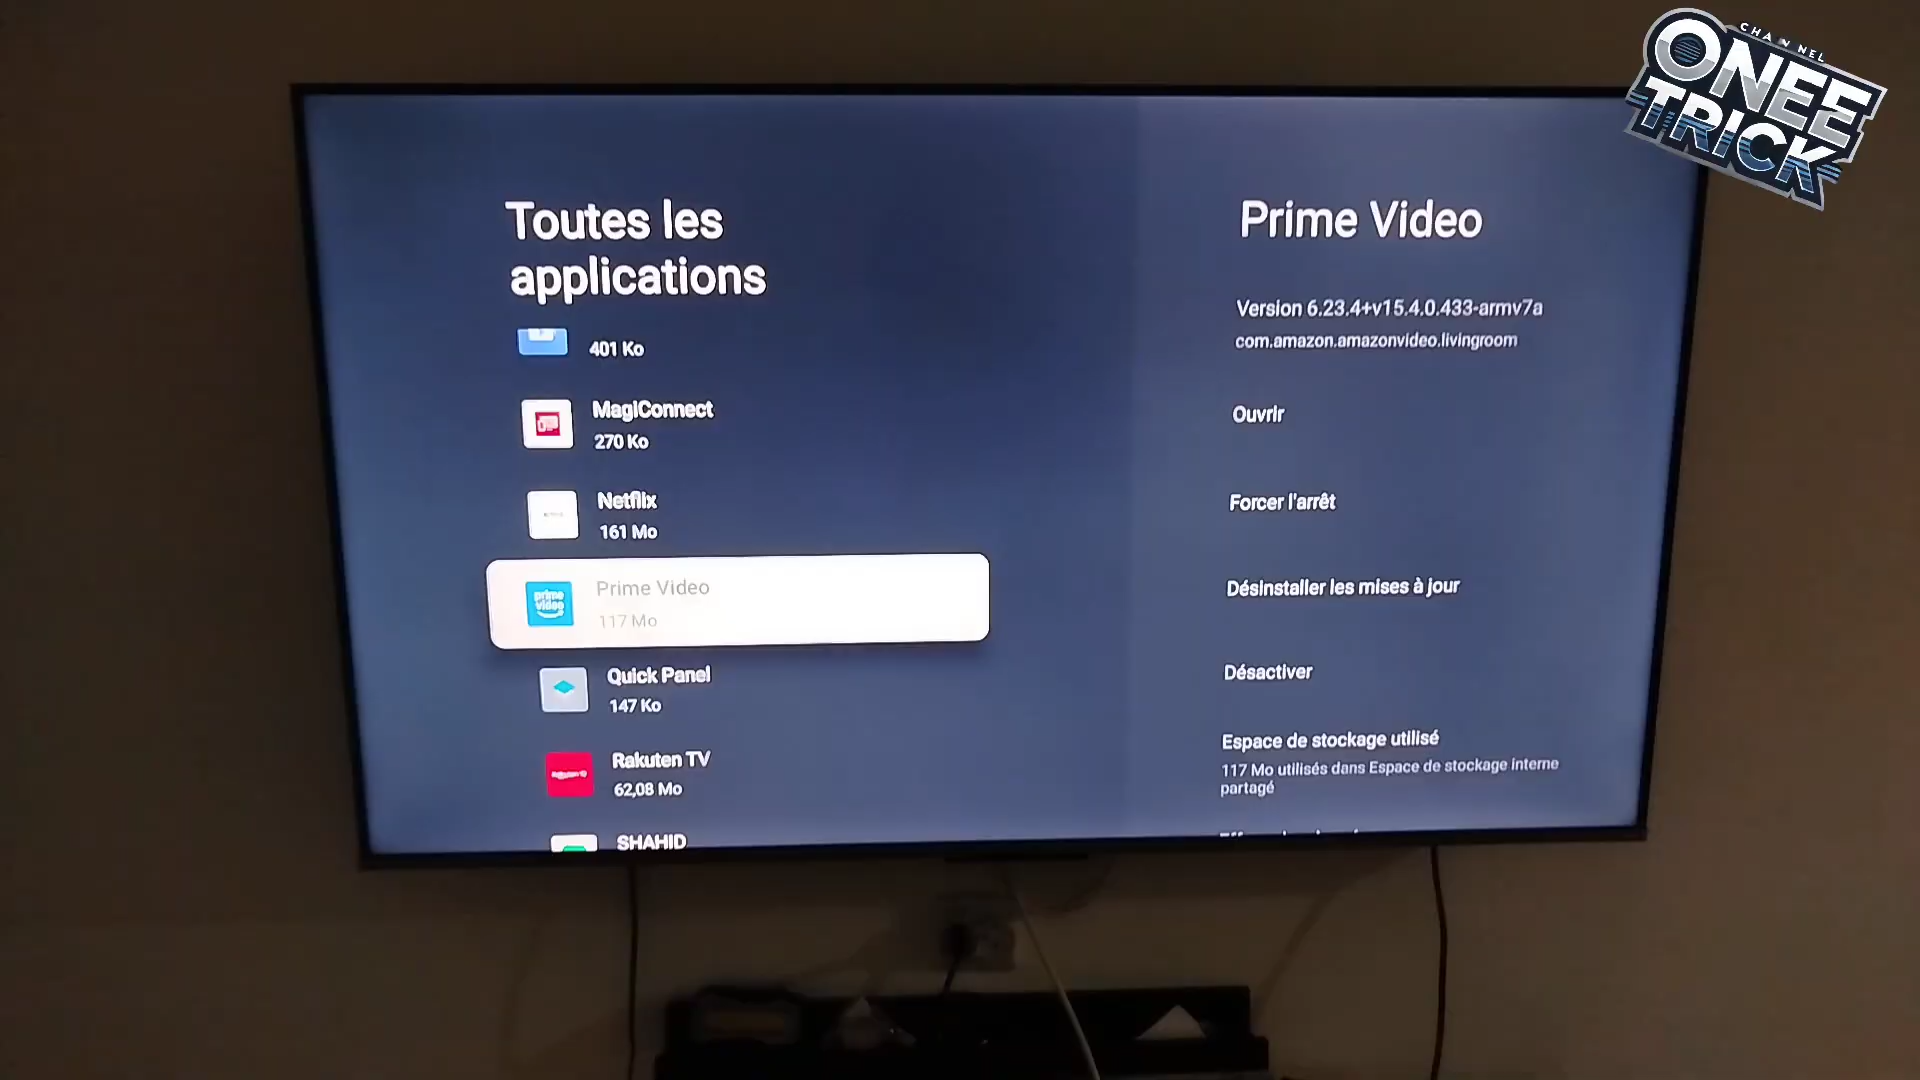 CHANNEL
ONEE
TRICK
Toutes les
applications
401 Ko
MagiConnect
270 Ko
Netflix
161 Mo
prime
video
Prime Video
117 Mo
Quick Panel
147 Ko
Rakuten TV
62,08 Mo
SHAHID
Prime Video
Version 6.23.4+v15.4.0.433-armv7a
com.amazon.amazonvideo.livingroom
Ouvrir
Forcer l'arrêt
Désinstaller les mises à jour
Désactiver
Espace de stockage utilisé
117 Mo utilisés dans Espace de stockage interne
partagé